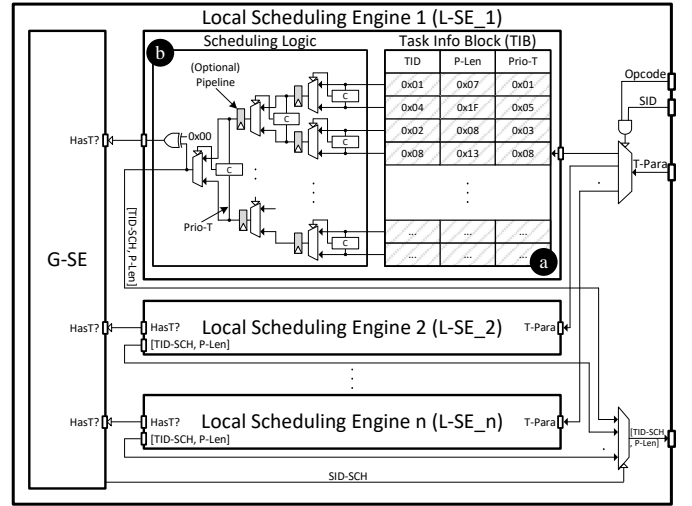 Local Scheduling Engine 1 (L-SE_1)
b
Scheduling Logic
Task Info Block (TIB)
(Optional)
Pipeline
TID P-Len Prio-T
0x01 0x07 0x01
0x04 0x1F 0x05
0x02 0x08 0x03
0x08 0x13 0x08
... ... ...
... ... ...
a
C
C
C
C
C
0x00
Prio-T
Opcode
SID
T-Para
HasT?
[TID-SCH, P-Len]
G-SE
HasT?
HasT?
Local Scheduling Engine 2 (L-SE_2)
T-Para
[TID-SCH, P-Len]
HasT?
HasT?
Local Scheduling Engine n (L-SE_n)
T-Para
[TID-SCH, P-Len]
[TID-SCH
, P-Len]
SID-SCH